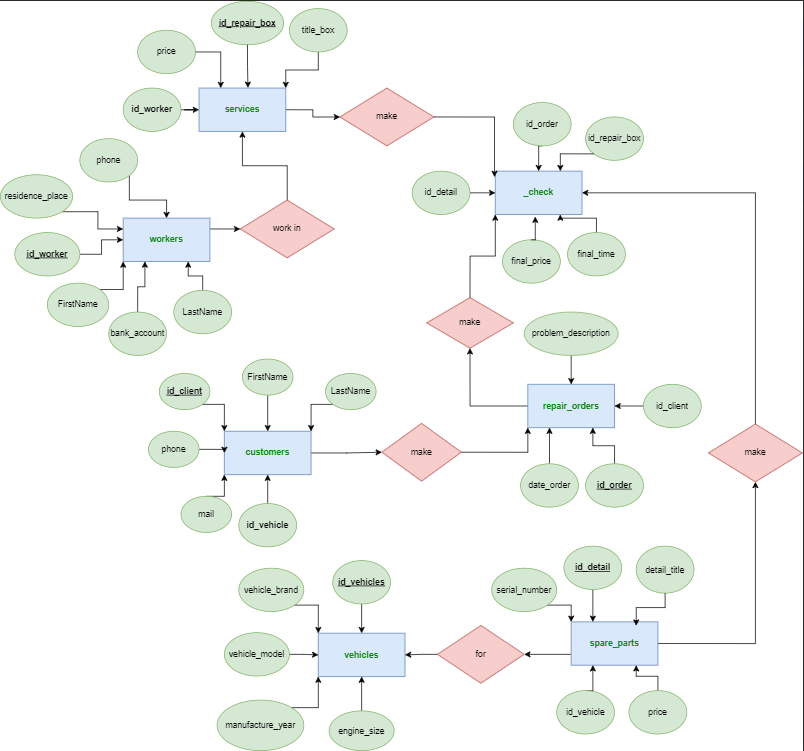 id_repair_box
title_box
price
id_worker
services
make
id_order
id_repair_box
id_detail
_check
final_price
final_time
phone
residence_place
id_worker
workers
work in
FirstName
bank_account
LastName
make
problem_description
id_client
FirstName
LastName
repair_orders
id_client
phone
customers
make
make
mail
id_vehicle
date_order
id_order
vehicle_brand
id_vehicles
serial_number
id_detail
detail_title
vehicle_model
vehicles
for
spare_parts
manufacture_year
engine_size
id_vehicle
price